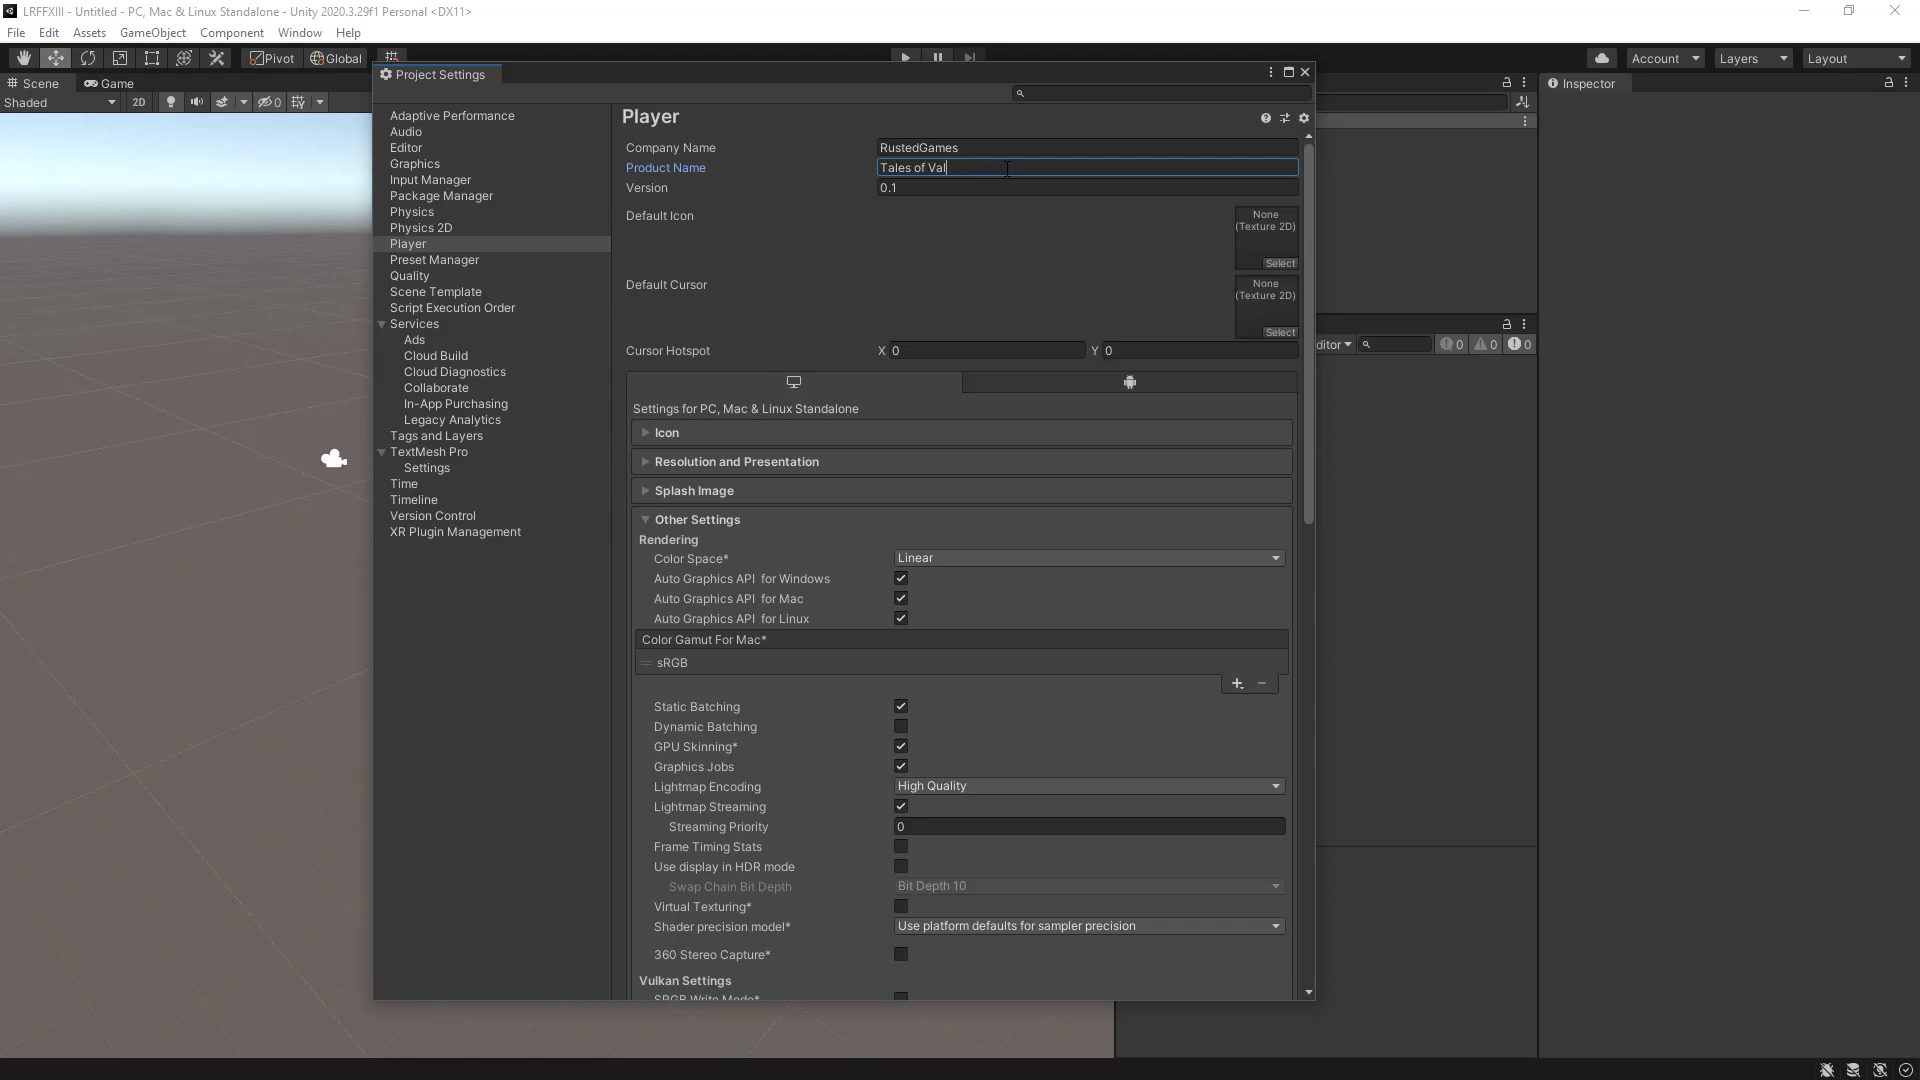 LRFFXIII - Untitled - PC, Mac & Linux Standalone - Unity 2020.3.29f1 Personal <DX11>
File Edit Assets GameObject Component Window Help
Pivot Global Account Layers Layout
Scene Game Project Settings Inspector
Shaded 2D 0
Adaptive Performance
Audio
Editor
Graphics
Input Manager
Package Manager
Physics
Physics 2D
Player
Preset Manager
Quality
Scene Template
Script Execution Order
Services
Ads
Cloud Build
Cloud Diagnostics
Collaborate
In-App Purchasing
Legacy Analytics
Tags and Layers
TextMesh Pro
Settings
Time
Timeline
Version Control
XR Plugin Management
Player
Company Name RustedGames
Product Name Tales of Val
Version 0.1
Default Icon
None
(Texture 2D)
Select
Default Cursor
None
(Texture 2D)
Select
Cursor Hotspot X 0 Y 0
Settings for PC, Mac & Linux Standalone
Icon
Resolution and Presentation
Splash Image
Other Settings
Rendering
Color Space* Linear
Auto Graphics API for Windows
Auto Graphics API for Mac
Auto Graphics API for Linux
Color Gamut For Mac*
sRGB
Static Batching
Dynamic Batching
GPU Skinning*
Graphics Jobs
Lightmap Encoding High Quality
Lightmap Streaming
Streaming Priority 0
Frame Timing Stats
Use display in HDR mode
Swap Chain Bit Depth Bit Depth 10
Virtual Texturing*
Shader precision model* Use platform defaults for sampler precision
360 Stereo Capture*
Vulkan Settings
SRGB Write Mode*
ditor 0 0 0